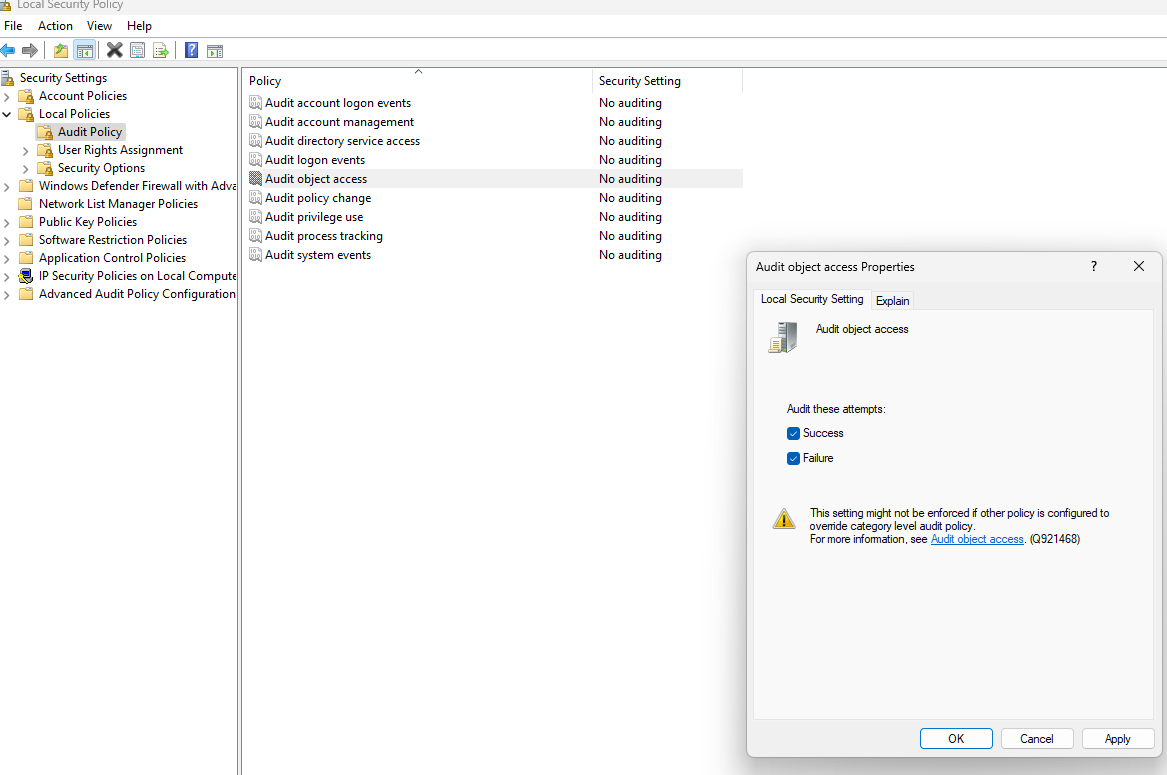 Local Security Policy
File Action View Help
Security Settings
Account Policies
Local Policies
Audit Policy
User Rights Assignment
Security Options
Windows Defender Firewall with Adva
Network List Manager Policies
Public Key Policies
Software Restriction Policies
Application Control Policies
IP Security Policies on Local Compute
Advanced Audit Policy Configuration
Policy Security Setting
Audit account logon events No auditing
Audit account management No auditing
Audit directory service access No auditing
Audit logon events No auditing
Audit object access No auditing
Audit policy change No auditing
Audit privilege use No auditing
Audit process tracking No auditing
Audit system events No auditing
Audit object access Properties
Local Security Setting Explain
Audit object access
Audit these attempts:
Success
Failure
This setting might not be enforced if other policy is configured to
override category level audit policy.
For more information, see Audit object access. (Q921468)
OK Cancel Apply